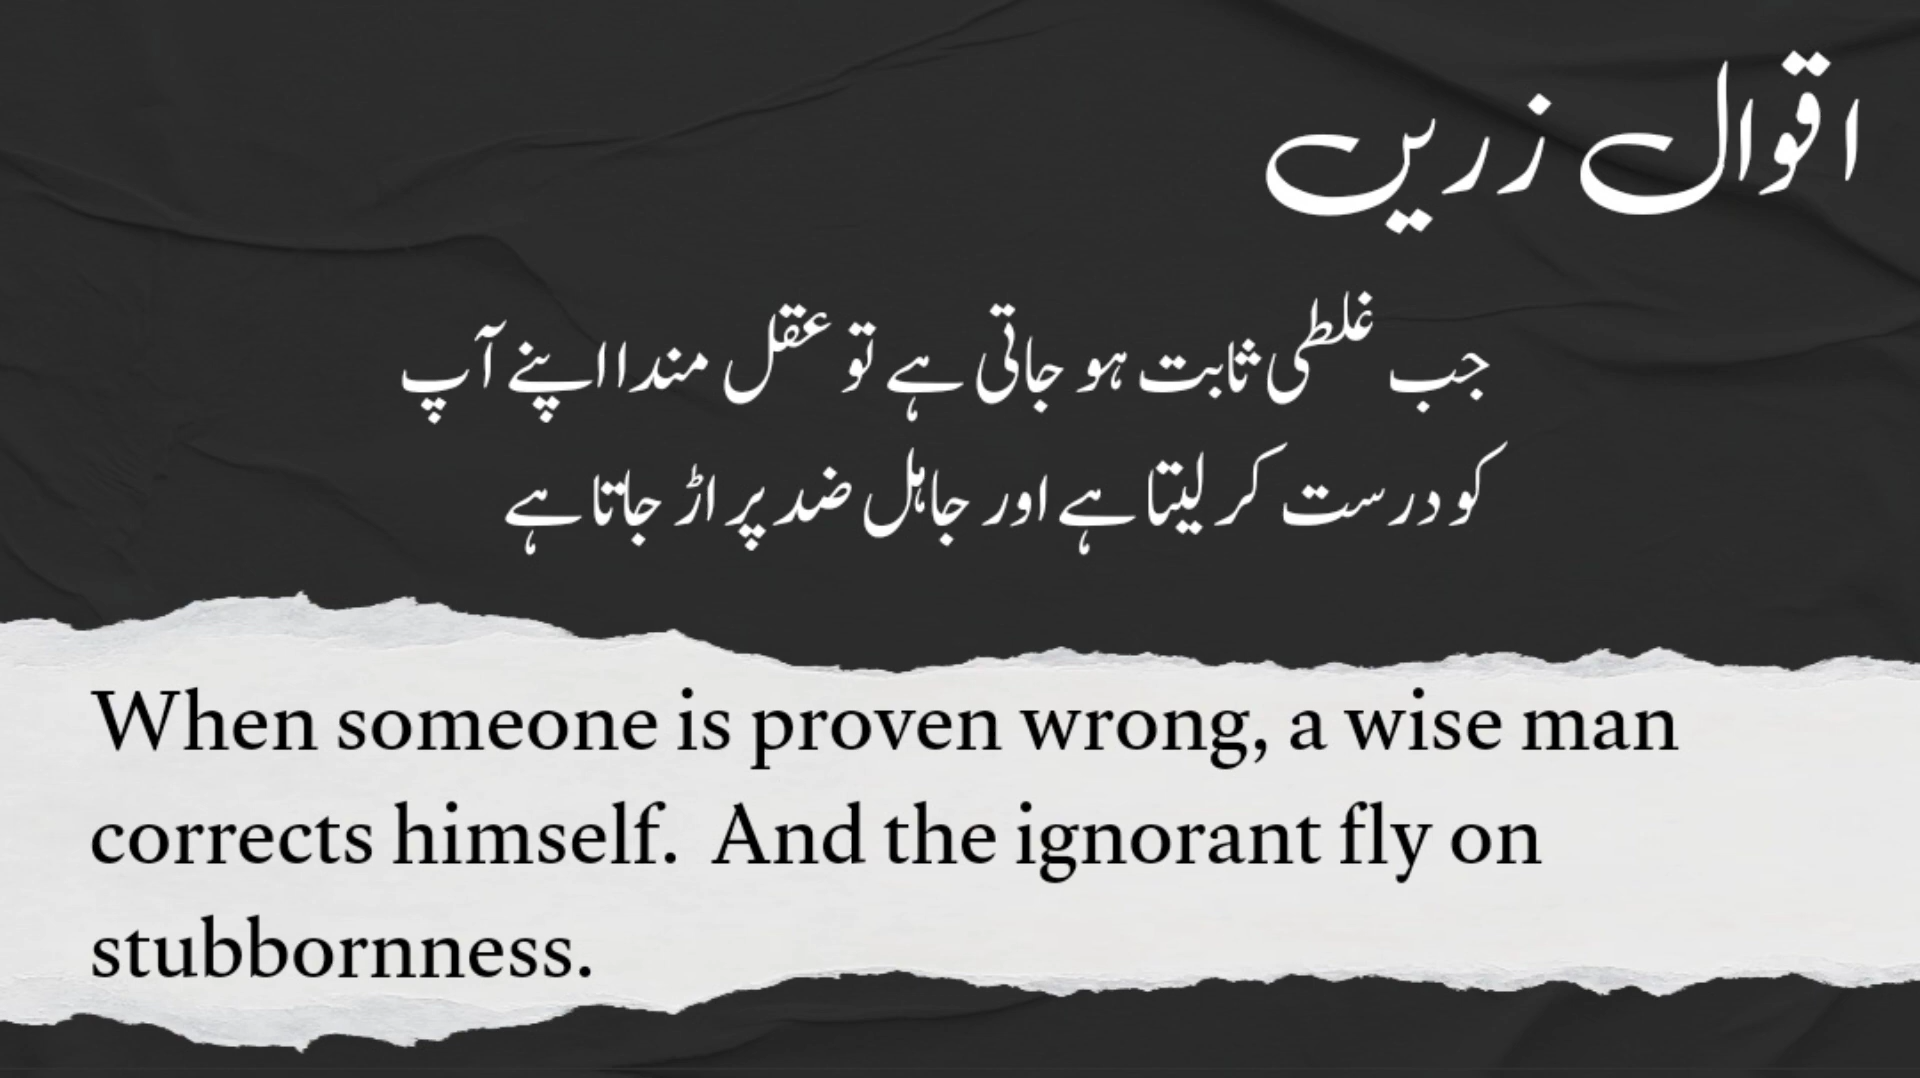 اقوال زریں
جب غلطی ثابت ہو جاتی ہے تو عقل مند ااپنے آپ
کو درست کر لیتا ہے اور جاہل ضد پر اڑ جاتا ہے
When someone is proven wrong, a wise man
corrects himself. And the ignorant fly on
stubbornness.